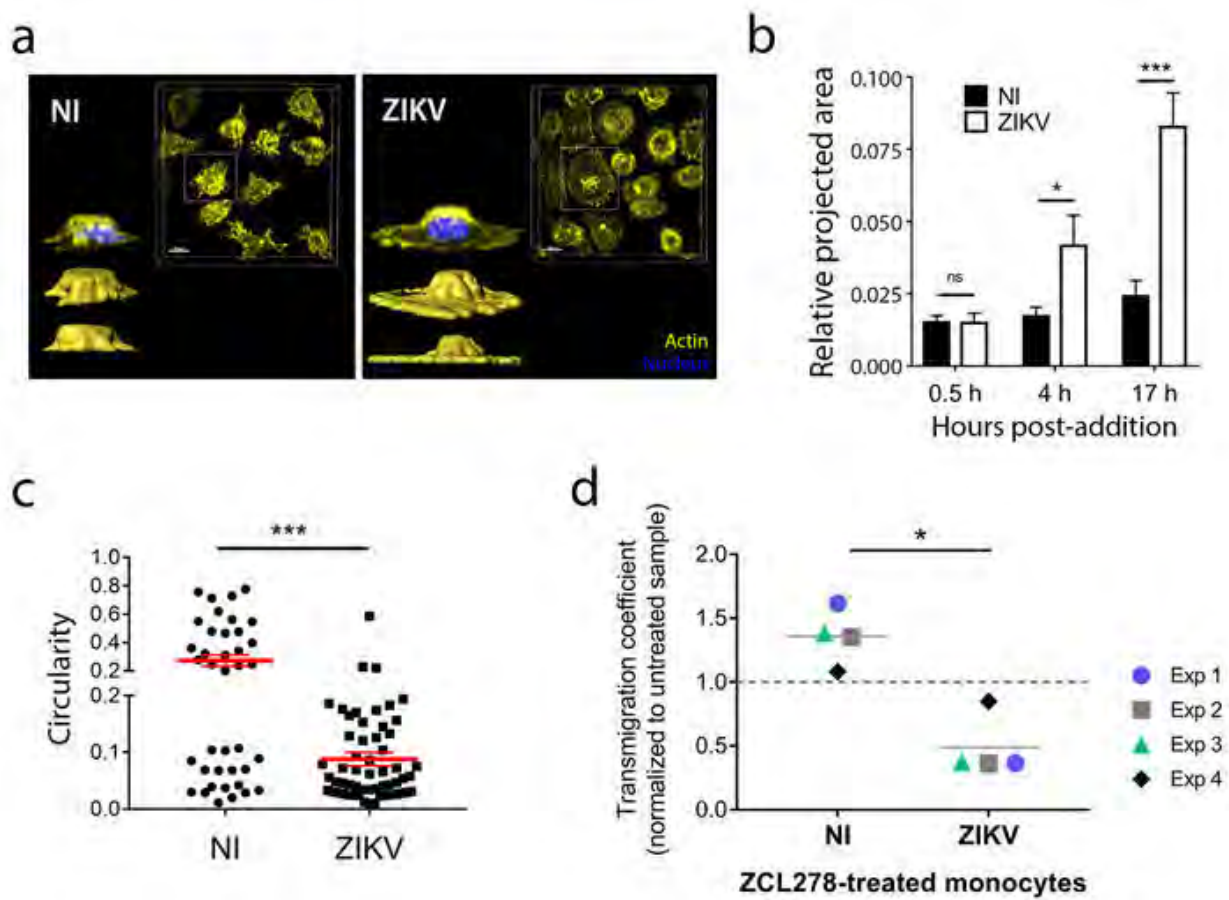 a
NI
ZIKV
Actin
Nucleus
b
Relative projected area
0.100
0.075
0.050
0.025
0.000
NI
ZIKV
ns
*
***
0.5 h 4 h 17 h
Hours post-addition
c
Circularity
***
1.0
0.8
0.6
0.4
0.2
0.2
0.1
0.0
NI ZIKV
d
Transmigration coefficient
(normalized to untreated sample)
*
2.0
1.5
1.0
0.5
0.0
NI ZIKV
ZCL278-treated monocytes
Exp 1
Exp 2
Exp 3
Exp 4